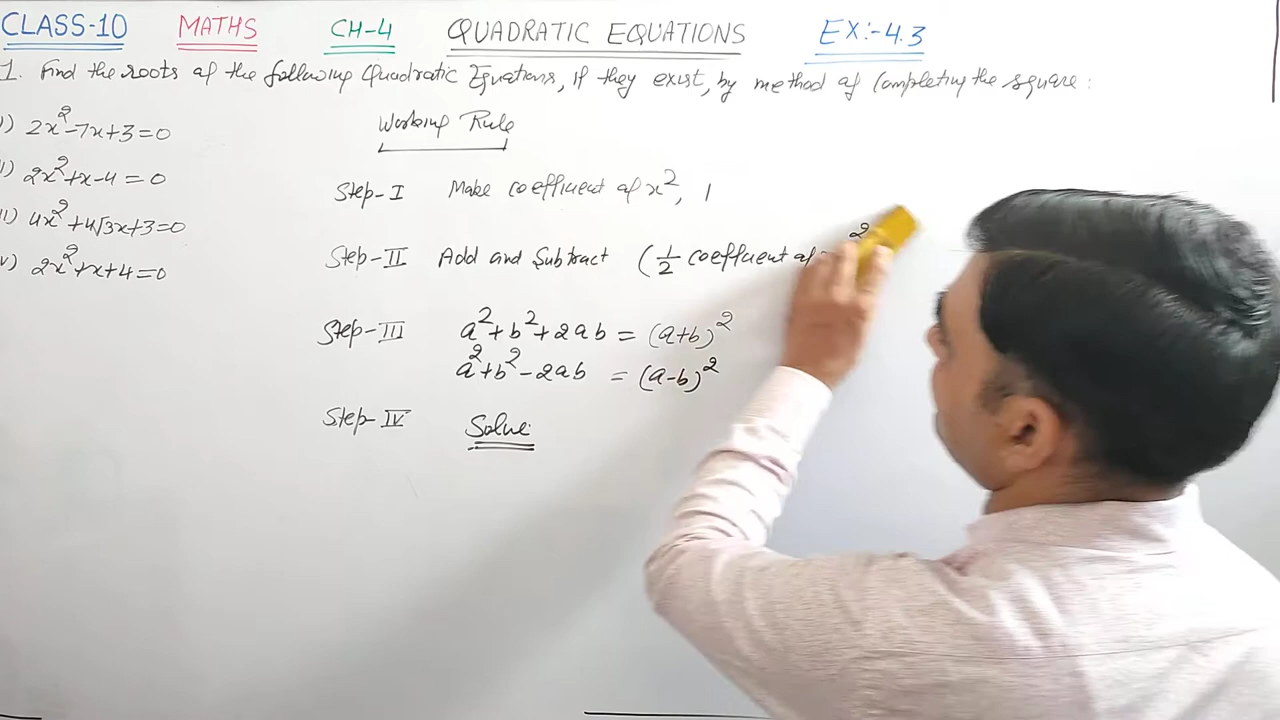 CLASS-10 MATHS CH-4 QUADRATIC EQUATIONS EX:-4.3
1. Find the roots of the following Quadratic Equations, if they exist, by method of Completing the square:
Working Rule
) 2x²-7x+3=0
) 2x²+x-4=0
) 4x²+4√3x+3=0
v) 2x²+x+4=0
Step-I Make coefficient of x², 1
Step-II Add and Subtract (1/2 coefficient of 2
Step-III a²+b²+2ab = (a+b)²
a²+b²-2ab = (a-b)²
Step-IV Solve